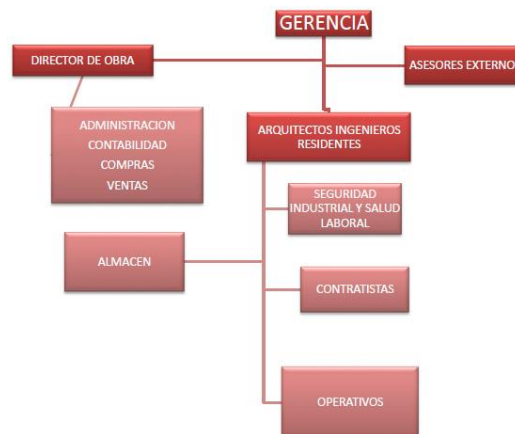 GERENCIA
DIRECTOR DE OBRA
ASESORES EXTERNO
ADMINISTRACION
CONTABILIDAD
COMPRAS
VENTAS
ARQUITECTOS INGENIEROS
RESIDENTES
SEGURIDAD
INDUSTRIAL Y SALUD
LABORAL
ALMACEN
CONTRATISTAS
OPERATIVOS